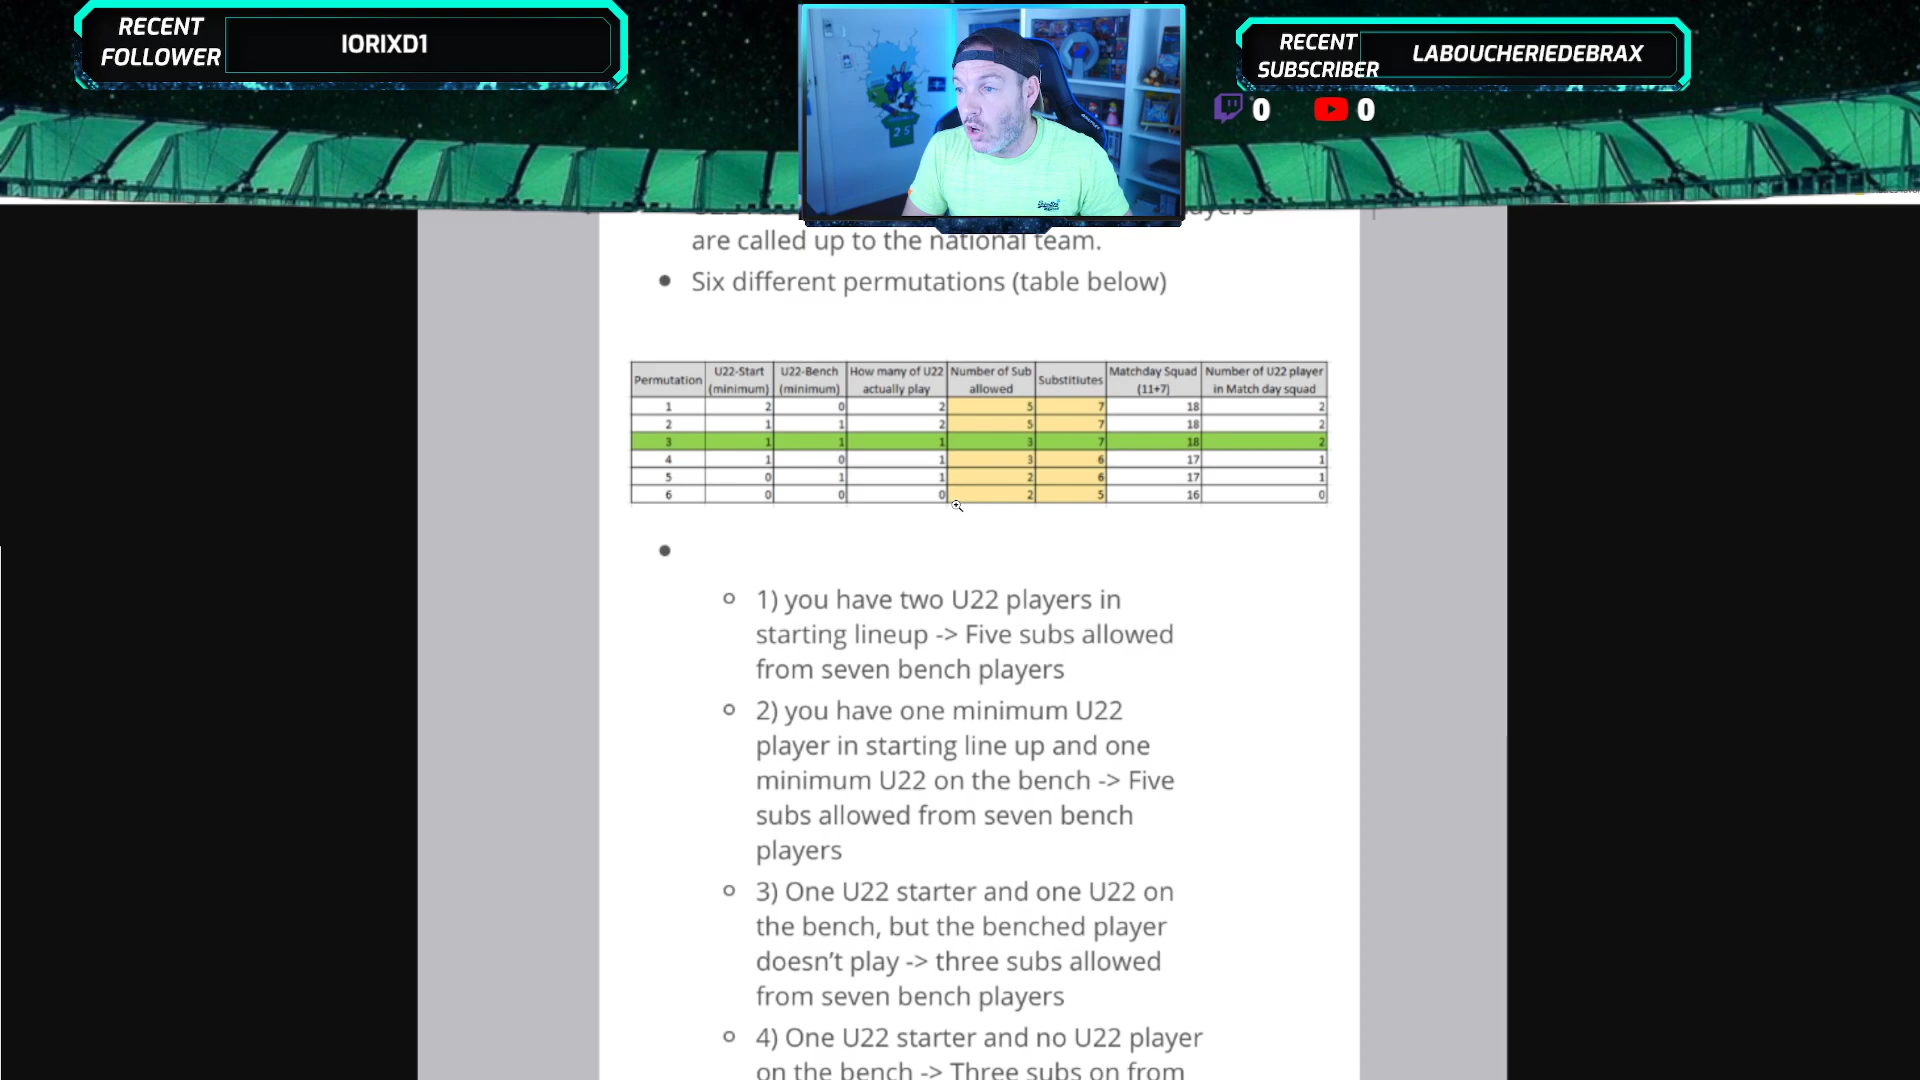 RECENT
FOLLOWER
IORIXD1
RECENT
SUBSCRIBER
LABOUCHERIEDEBRAX
0
0
are called up to the national team.
Six different permutations (table below)
Permutation U22-Start (minimum) U22-Bench (minimum) How many of U22 actually play Number of Sub allowed Substitiutes Matchday Squad (11+7) Number of U22 player in Match day squad
1 2 0 2 5 7 18 2
2 1 1 2 5 7 18 2
3 1 1 1 3 7 18 2
4 1 0 1 3 6 17 1
5 0 1 1 2 6 17 1
6 0 0 0 2 5 16 0
1) you have two U22 players in
starting lineup -> Five subs allowed
from seven bench players
2) you have one minimum U22
player in starting line up and one
minimum U22 on the bench -> Five
subs allowed from seven bench
players
3) One U22 starter and one U22 on
the bench, but the benched player
doesn't play -> three subs allowed
from seven bench players
4) One U22 starter and no U22 player
on the bench -> Three subs on from